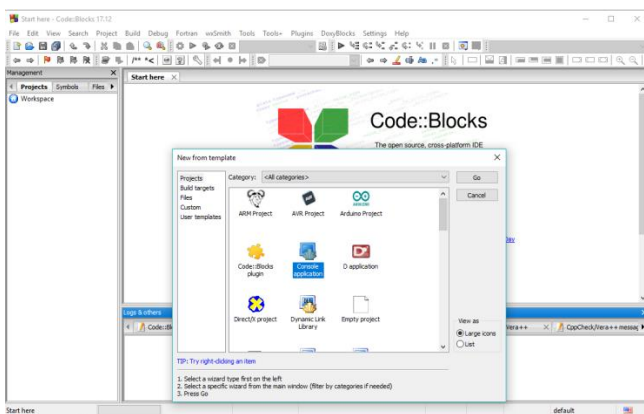 Start here - Code::Blocks 17.12
File Edit View Search Project Build Debug Fortran wxSmith Tools Tools+ Plugins DoxyBlocks Settings Help
Management
Projects Symbols Files
Workspace
Start here
Code::Blocks
The open source, cross-platform IDE
New from template
Projects
Build targets
Files
Custom
User templates
Category: <All categories>
Go
Cancel
ARM Project AVR Project Arduino Project
Code::Blocks plugin
Console application
D application
Direct/X project
Dynamic Link Library
Empty project
View as
Large icons
List
TIP: Try right-clicking an item
1. Select a wizard type first on the left
2. Select a specific wizard from the main window (filter by categories if needed)
3. Press Go
Logs & others
Code::Bl
Vera++
CppCheck/Vera++ messag
Start here
default